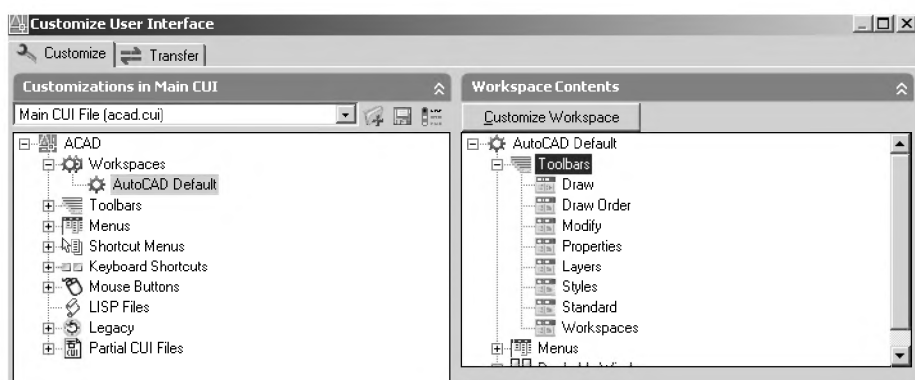 Customize User Interface
Customize
Transfer
Customizations in Main CUI
Main CUI File (acad.cui)
ACAD
Workspaces
AutoCAD Default
Toolbars
Menus
Shortcut Menus
Keyboard Shortcuts
Mouse Buttons
LISP Files
Legacy
Partial CUI Files
Workspace Contents
Customize Workspace
AutoCAD Default
Toolbars
Draw
Draw Order
Modify
Properties
Layers
Styles
Standard
Workspaces
Menus